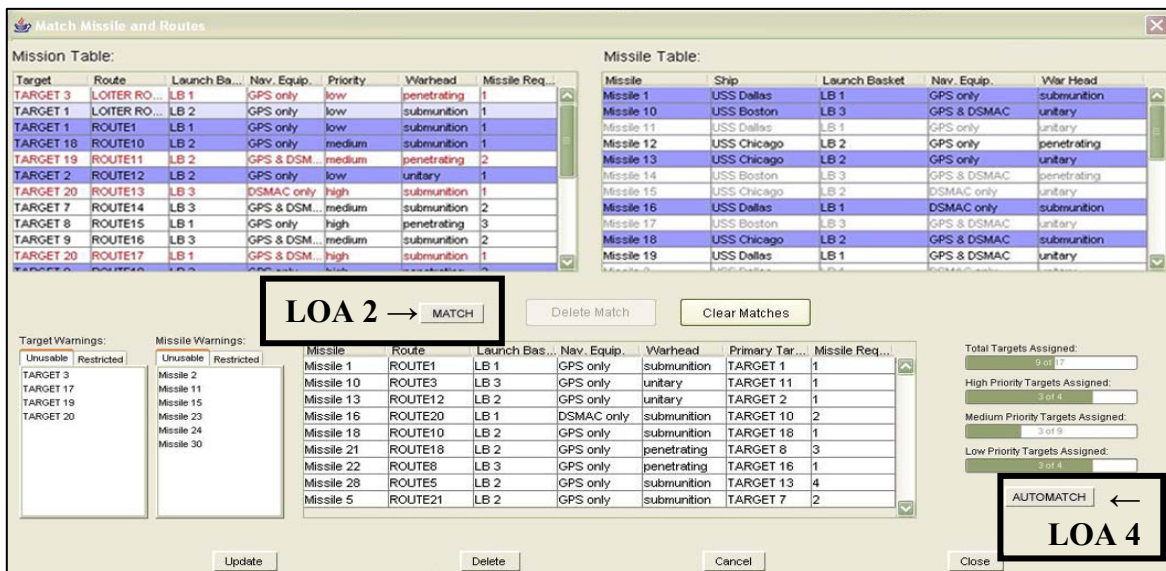 Match Missile and Routes
Mission Table:
Target Route Launch Ba... Nav. Equip. Priority Warhead Missile Req...
TARGET 3 LOITER RO... LB 1 GPS only low penetrating 1
TARGET 1 LOITER RO... LB 2 GPS only low submunition 1
TARGET 1 ROUTE1 LB 1 GPS only low submunition 1
TARGET 18 ROUTE10 LB 2 GPS only medium submunition 1
TARGET 19 ROUTE11 LB 2 GPS & DSM... medium penetrating 2
TARGET 2 ROUTE12 LB 2 GPS only low unitary 1
TARGET 20 ROUTE13 LB 3 DSMAC only high submunition 1
TARGET 7 ROUTE14 LB 3 GPS & DSM... medium submunition 2
TARGET 8 ROUTE15 LB 1 GPS only high penetrating 3
TARGET 9 ROUTE16 LB 3 GPS & DSM... medium submunition 2
TARGET 20 ROUTE17 LB 1 GPS & DSM... high submunition 1
Missile Table:
Missile Ship Launch Basket Nav. Equip. War Head
Missile 1 USS Dallas LB 1 GPS only submunition
Missile 10 USS Boston LB 3 GPS & DSMAC unitary
Missile 11 USS Dallas LB 1 GPS only unitary
Missile 12 USS Chicago LB 2 GPS only penetrating
Missile 13 USS Chicago LB 2 GPS only unitary
Missile 14 USS Boston LB 3 GPS & DSMAC penetrating
Missile 15 USS Chicago LB 2 DSMAC only unitary
Missile 16 USS Dallas LB 1 DSMAC only submunition
Missile 17 USS Boston LB 3 GPS & DSMAC unitary
Missile 18 USS Chicago LB 2 GPS & DSMAC submunition
Missile 19 USS Dallas LB 1 GPS & DSMAC unitary
LOA 2 → MATCH
Delete Match
Clear Matches
Target Warnings:
Unusable Restricted
TARGET 3
TARGET 17
TARGET 19
TARGET 20
Missile Warnings:
Unusable Restricted
Missile 2
Missile 11
Missile 15
Missile 23
Missile 24
Missile 30
Missile Route Launch Bas... Nav. Equip. Warhead Primary Tar... Missile Req...
Missile 1 ROUTE1 LB 1 GPS only submunition TARGET 1 1
Missile 10 ROUTE3 LB 3 GPS only unitary TARGET 11 1
Missile 13 ROUTE12 LB 2 GPS only unitary TARGET 2 1
Missile 16 ROUTE20 LB 1 DSMAC only submunition TARGET 10 2
Missile 18 ROUTE10 LB 2 GPS only submunition TARGET 18 1
Missile 21 ROUTE18 LB 2 GPS only penetrating TARGET 8 3
Missile 22 ROUTE8 LB 3 GPS only penetrating TARGET 16 1
Missile 28 ROUTE5 LB 2 GPS only submunition TARGET 13 4
Missile 5 ROUTE21 LB 2 GPS only submunition TARGET 7 2
Total Targets Assigned:
9 of 17
High Priority Targets Assigned:
3 of 4
Medium Priority Targets Assigned:
3 of 9
Low Priority Targets Assigned:
3 of 4
AUTOMATCH ←
LOA 4
Update
Delete
Cancel
Close